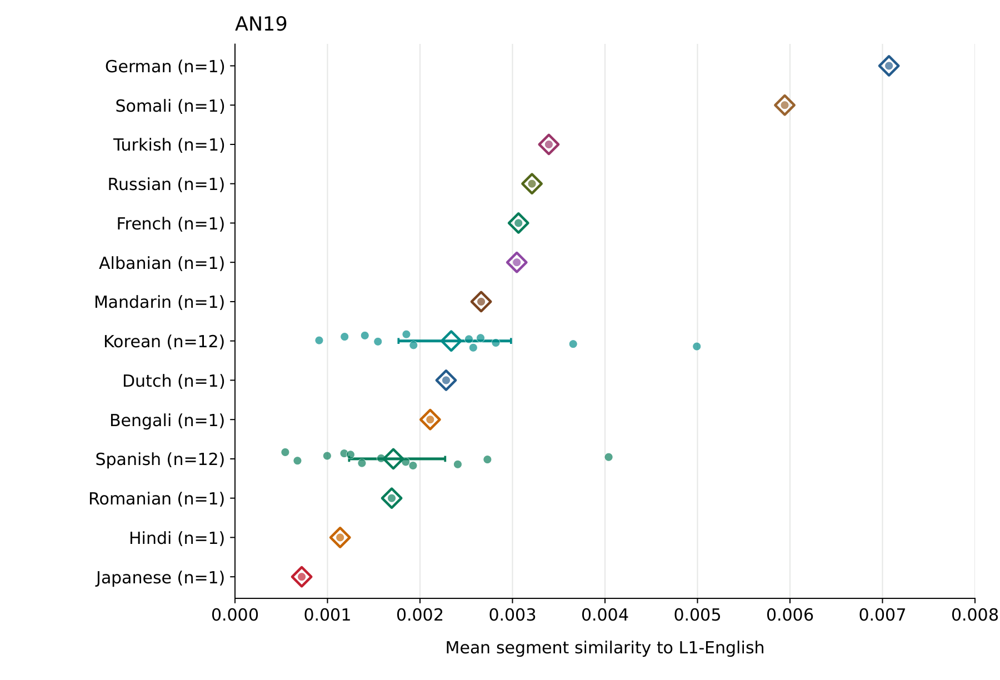 AN19
German (n=1)
Somali (n=1)
Turkish (n=1)
Russian (n=1)
French (n=1)
Albanian (n=1)
Mandarin (n=1)
Korean (n=12)
Dutch (n=1)
Bengali (n=1)
Spanish (n=12)
Romanian (n=1)
Hindi (n=1)
Japanese (n=1)
0.000 0.001 0.002 0.003 0.004 0.005 0.006 0.007 0.008
Mean segment similarity to L1-English